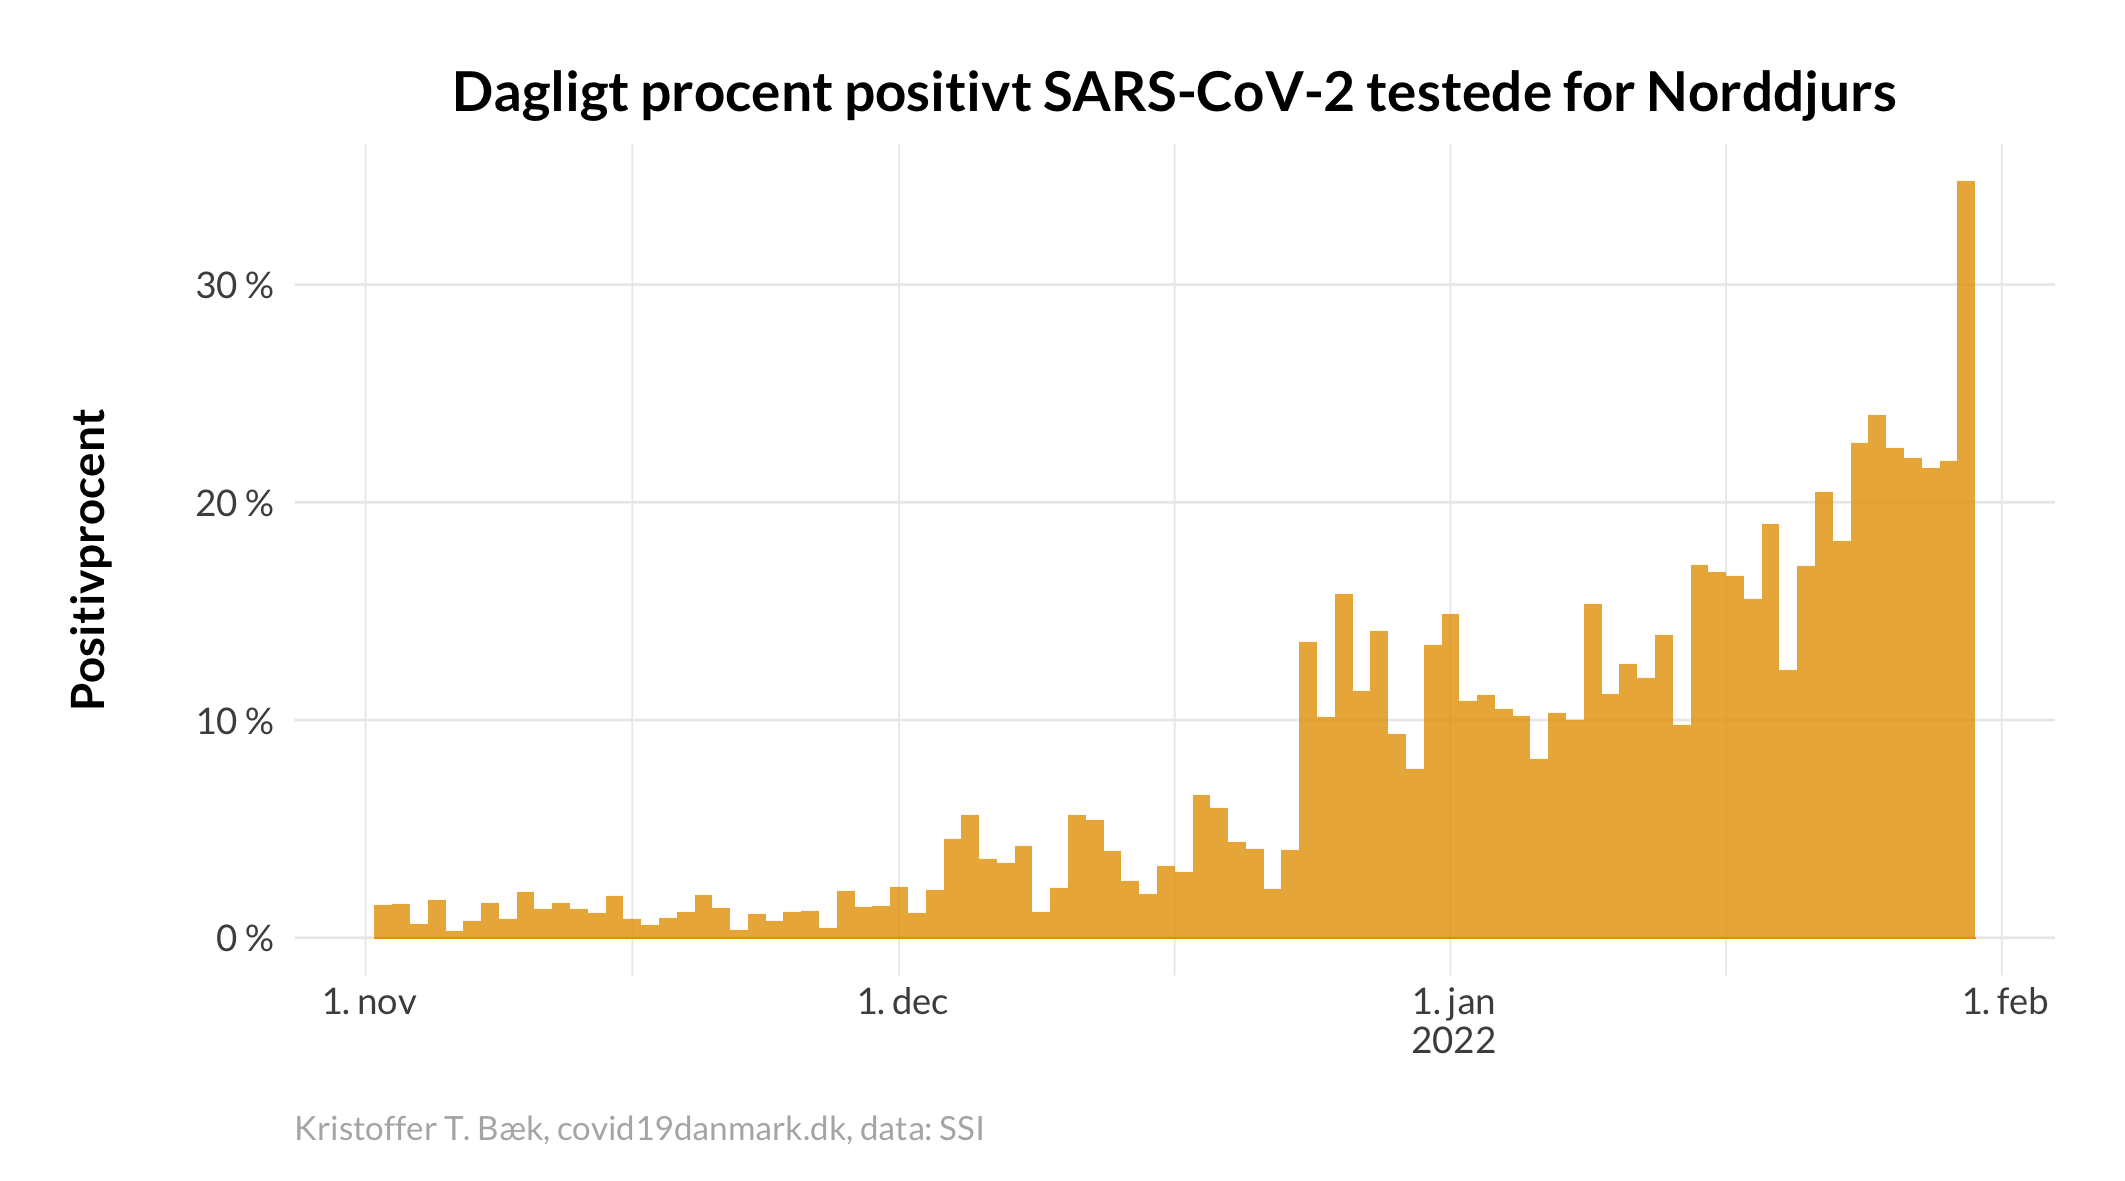 Dagligt procent positivt SARS-CoV-2 testede for Norddjurs
Positivprocent
30 %
20 %
10 %
0 %
1. nov
1. dec
1. jan
2022
1. feb
Kristoffer T. Bæk, covid19danmark.dk, data: SSI